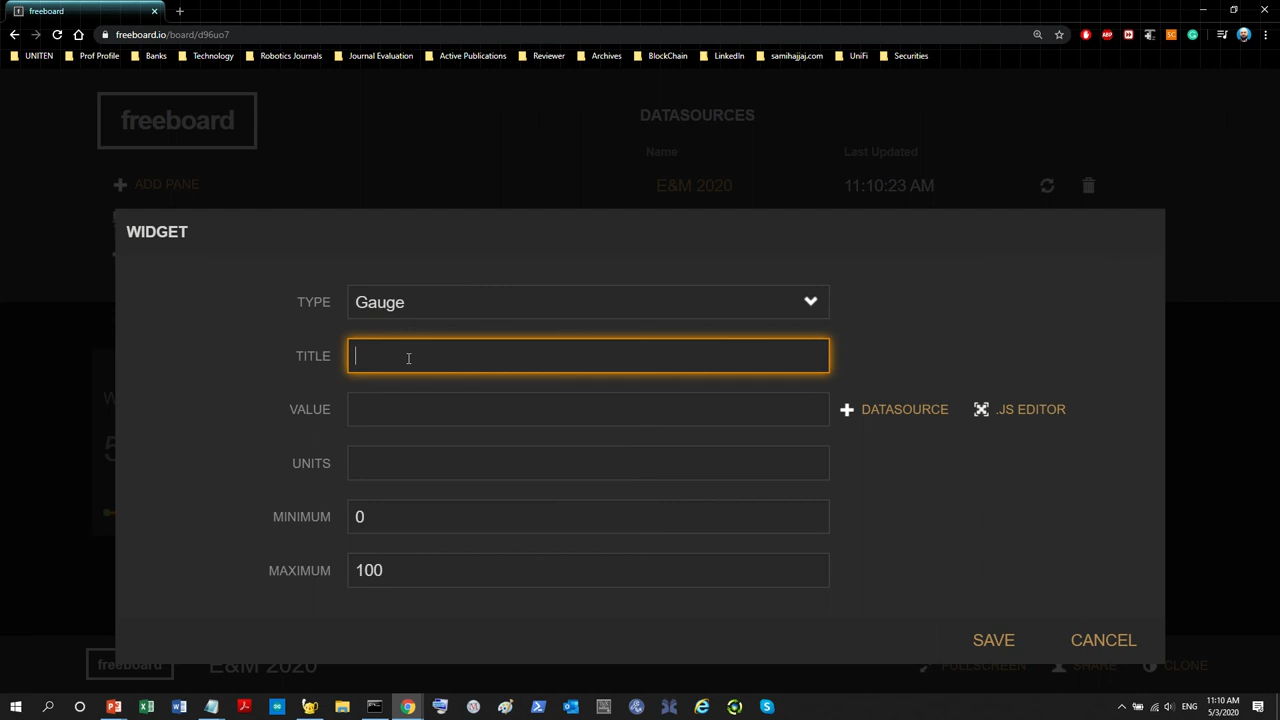 freeboard
freeboard.io/board/d96uo7
UNITEN Prof Profile Banks Technology Robotics Journals Journal Evaluation Active Publications Reviewer Archives BlockChain LinkedIn samihajjaj.com UniFi Securities
freeboard
DATASOURCES
Name Last Updated
ADD PANE
E&M 2020 11:10:23 AM
WIDGET
TYPE Gauge
TITLE
VALUE DATASOURCE .JS EDITOR
UNITS
MINIMUM 0
MAXIMUM 100
SAVE CANCEL
freeboard E&M 2020 FULLSCREEN SHARE CLONE
ENG 11:10 AM
5/3/2020